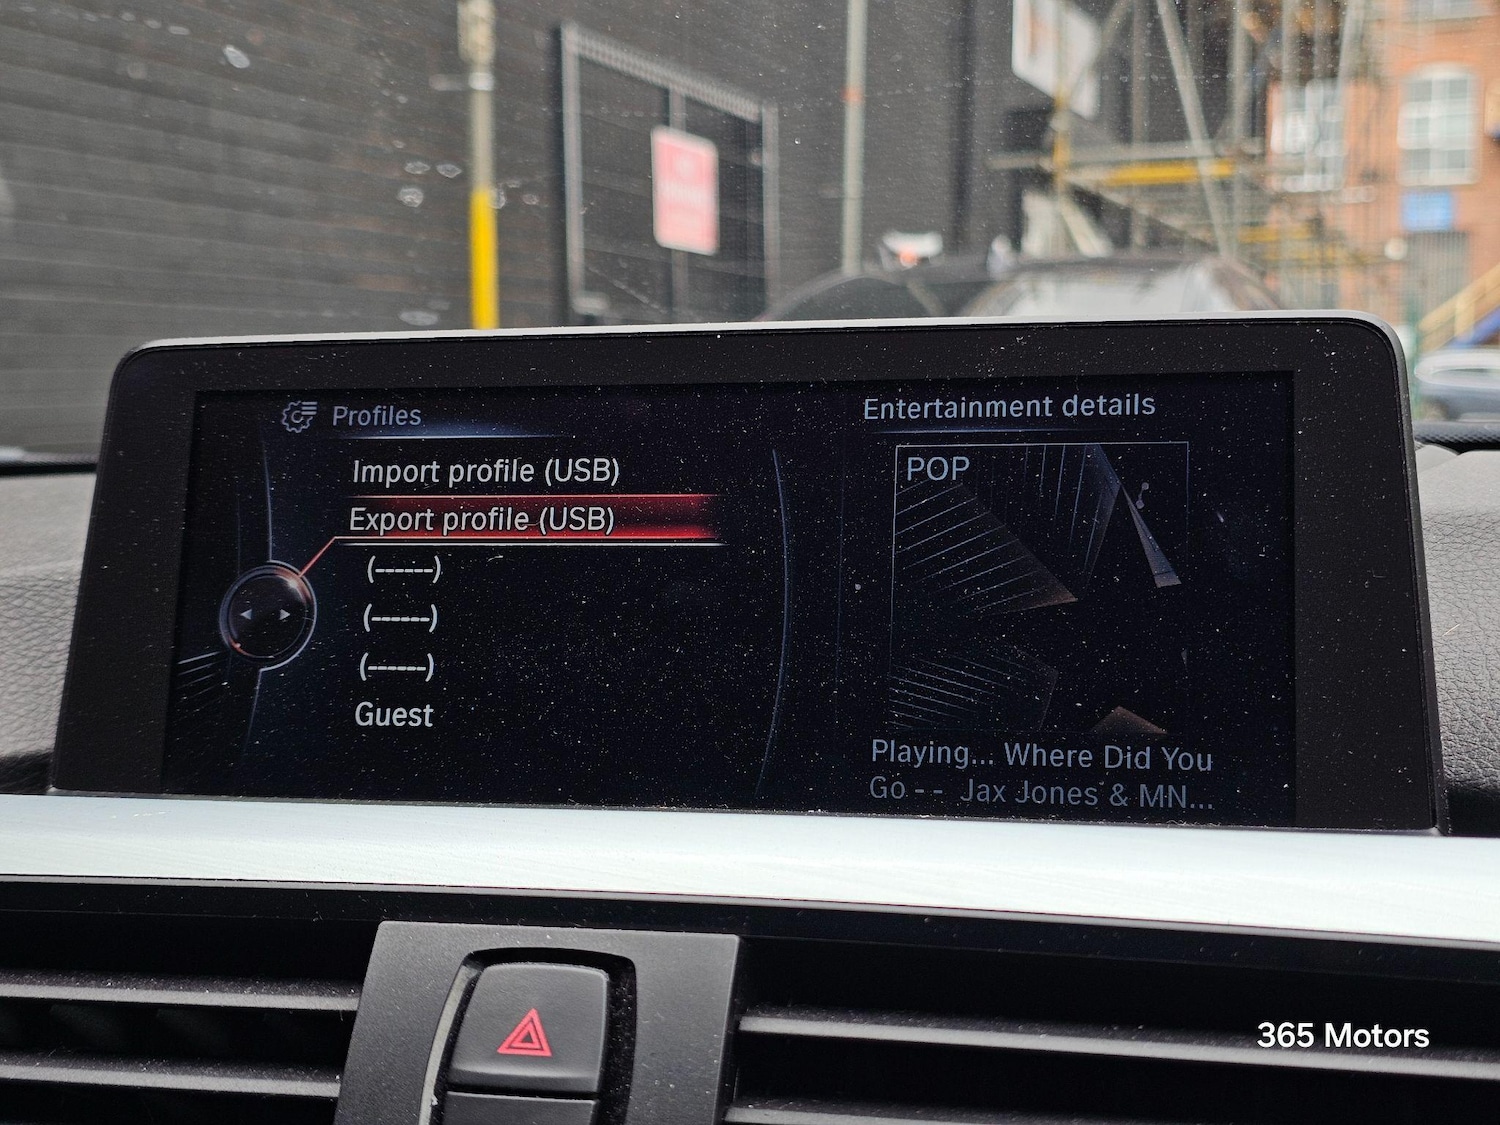 Profiles
Import profile (USB)
Export profile (USB)
(------)
(------)
(------)
Guest
Entertainment details
POP
Playing... Where Did You
Go - - Jax Jones & MN...
365 Motors